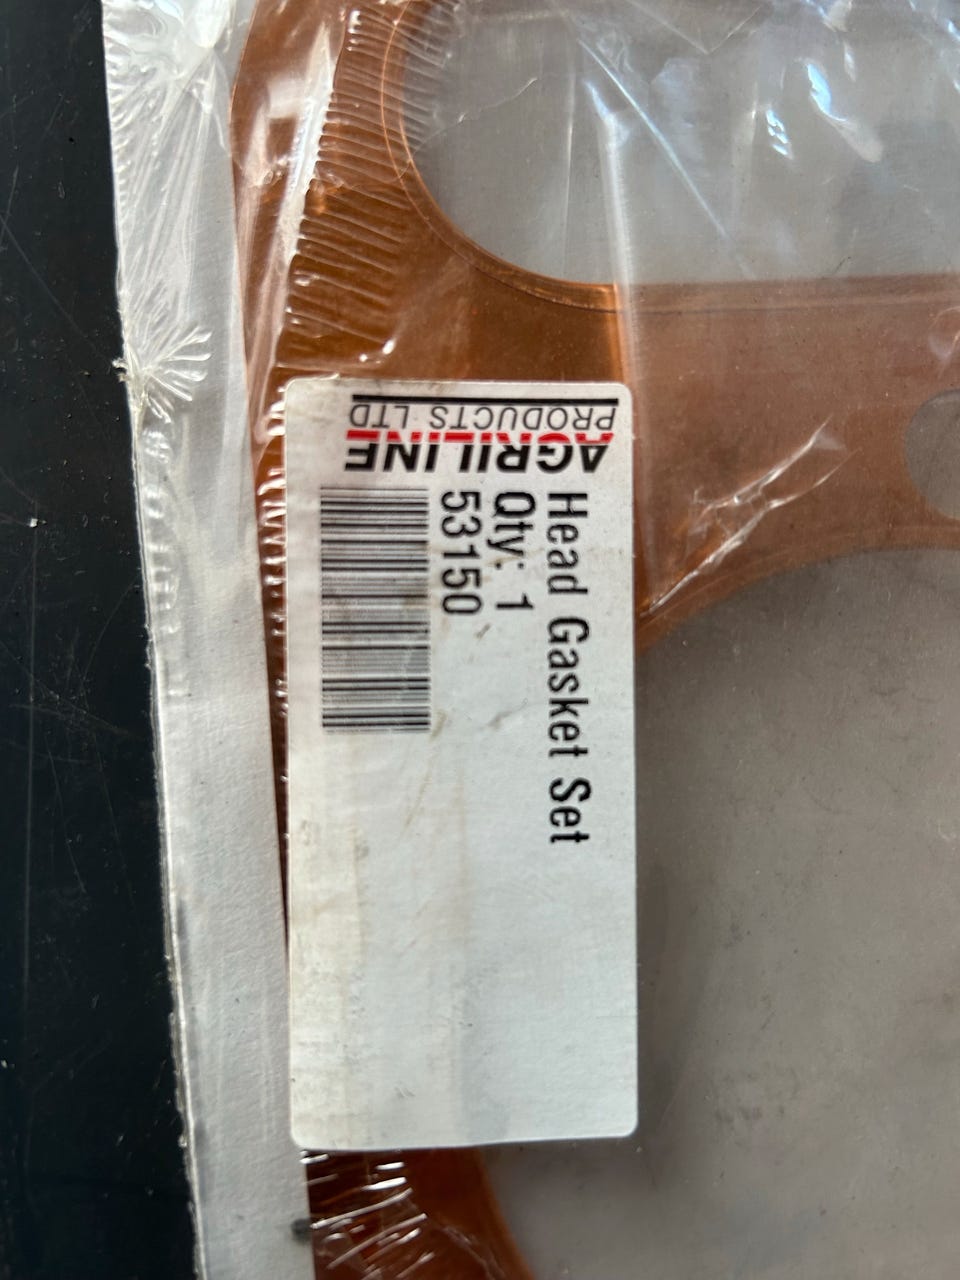 AGRILINE
PRODUCTS LTD
Head Gasket Set
Qty: 1
53150